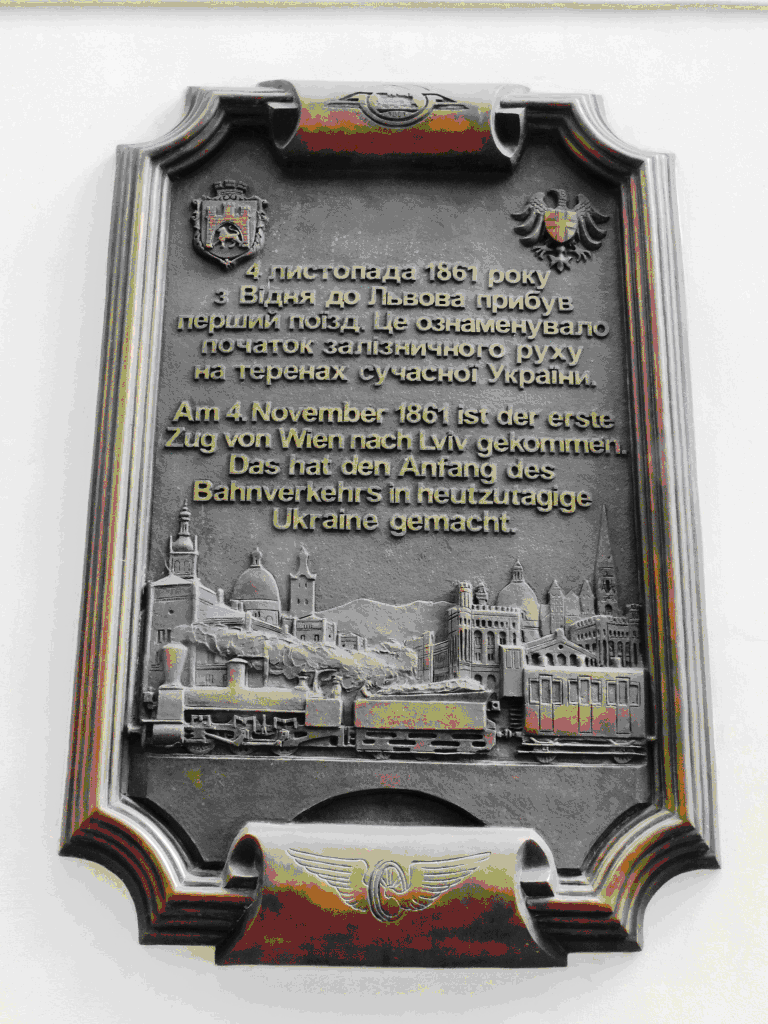 4 листопада 1861 року
з Відня до Львова прибув
перший поїзд. Це ознаменувало
початок залізничного руху
на теренах сучасної України.
Am 4. November 1861 ist der erste
Zug von Wien nach Lviv gekommen.
Das hat den Anfang des
Bahnverkehrs in heutzutagige
Ukraine gemacht.